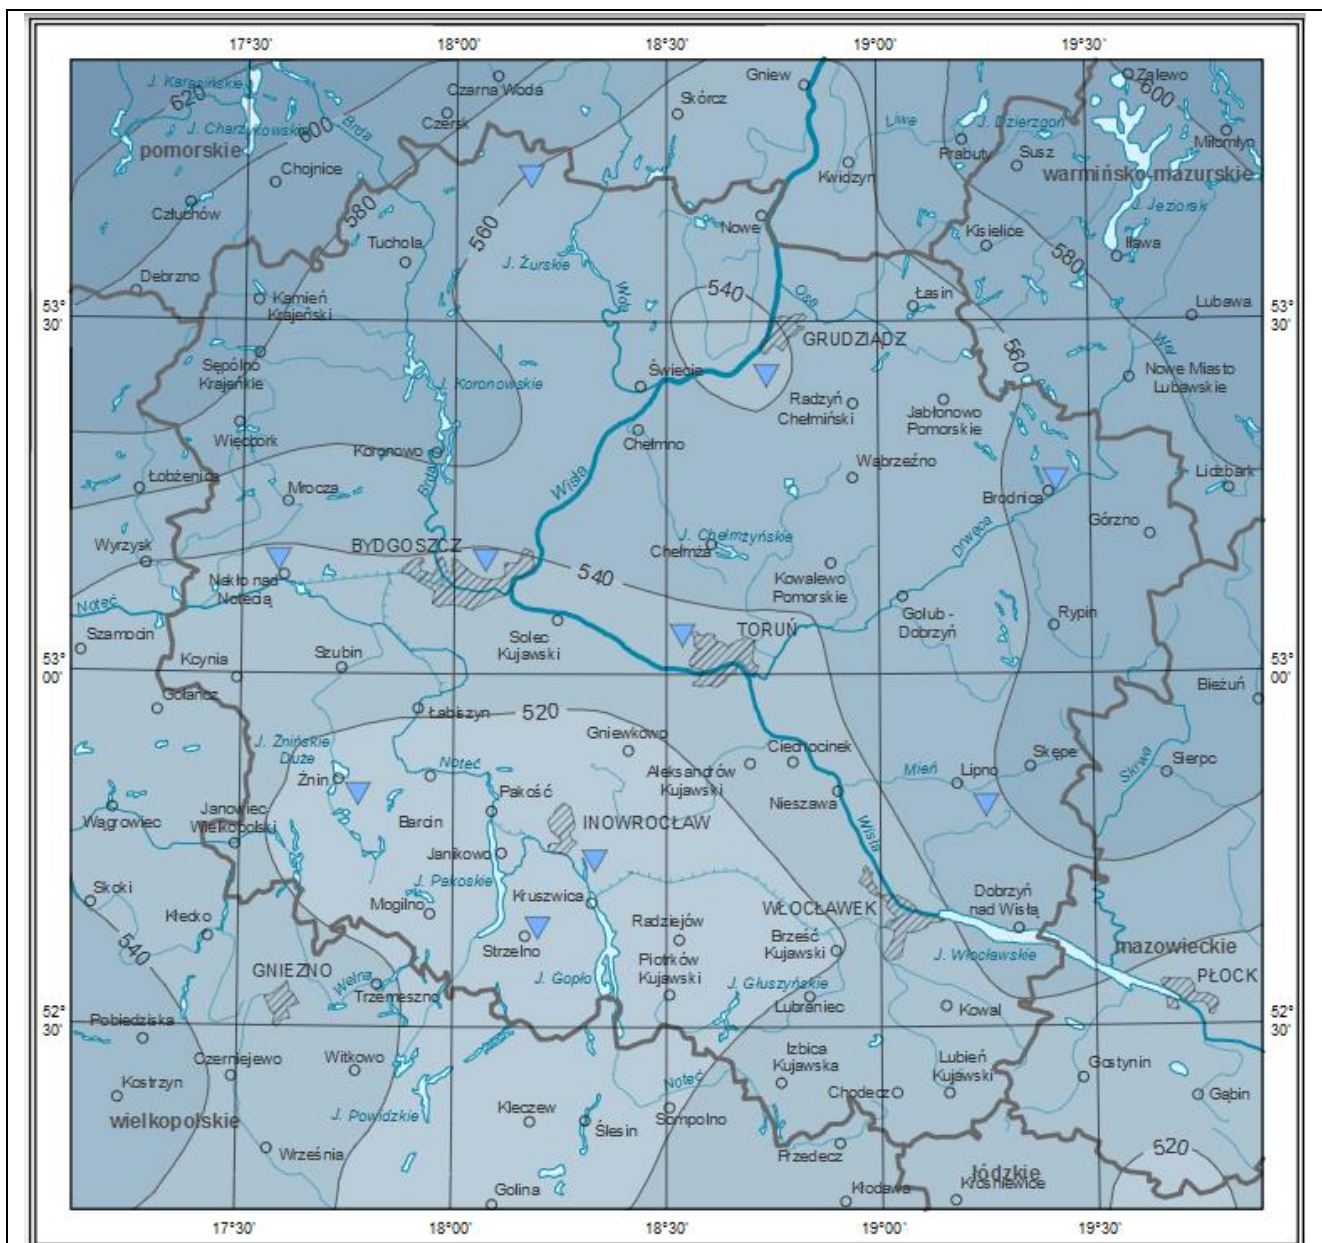 17°30'
18°00'
18°30'
19°00'
19°30'
J. Karasińskie
620
Brda
Czarna Woda
Gniew
Zalewo
600
J. Charzykowskie
600
Czersk
Skórcz
Liwa
J. Dzierzgoń
Miłomłyn
pomorskie
Chojnice
Prabuty
Susz
Kwidzyn
warmińsko-mazurskie
Człuchów
580
560
J. Jeziorak
Tuchola
Nowe
Kisielice
Iława
Debrzno
J. Żurskie
580
Kamień
Krajeński
Wda
540
Osa
Łasin
Lubawa
53°
30'
53°
30'
GRUDZIĄDZ
560
Wel
Sępólno
Krajeńkie
J. Koronowskie
Świecie
Radzyń
Chełmiński
Jabłonowo
Pomorskie
Nowe Miasto
Lubawskie
Więcbork
Chełmno
Koronowo
Wąbrzeźno
Lidzbark
Łobżenica
Mrocza
Brda
Wisła
Brodnica
Górzno
Wyrzysk
BYDGOSZCZ
J. Chełmżyńskie
Chełmża
Drwęca
Nakło nad
Notecią
540
Kowalewo
Pomorskie
Noteć
Szamocin
Solec
Kujawski
TORUŃ
Golub -
Dobrzyń
Rypin
Kcynia
Szubin
53°
00'
53°
00'
Gołańcz
Bieżuń
Łabiszyn
520
Gniewkowo
Ciechocinek
J. Żnińskie
Duże
Noteć
Aleksandrów
Kujawski
Mień
Lipno
Skępe
Skrwa
Sierpc
Żnin
Pakość
Nieszawa
Wągrowiec
Janowiec
Wielkopolski
Barcin
INOWROCŁAW
Wisła
Janikowo
J. Pakoskie
Skoki
Mogilno
Kruszwica
WŁOCŁAWEK
Dobrzyń
nad Wisłą
Kłecko
Radziejów
Brześć
Kujawski
540
Strzelno
mazowieckie
GNIEZNO
Wełna
J. Gopło
Piotrków
Kujawski
J. Włocławskie
PŁOCK
Trzemeszno
J. Głuszyńskie
Lubraniec
Kowal
52°
30'
52°
30'
Pobiedziska
Czerniejewo
Witkowo
Izbica
Kujawska
Lubień
Kujawski
Gostynin
Kostrzyn
Noteć
Chodecz
Gąbin
wielkopolskie
J. Powidzkie
Kleczew
Ślesin
Sompolno
Września
Przedecz
520
łódzkie
Golina
Kłodawa
Krośniewice
17°30'
18°00'
18°30'
19°00'
19°30'